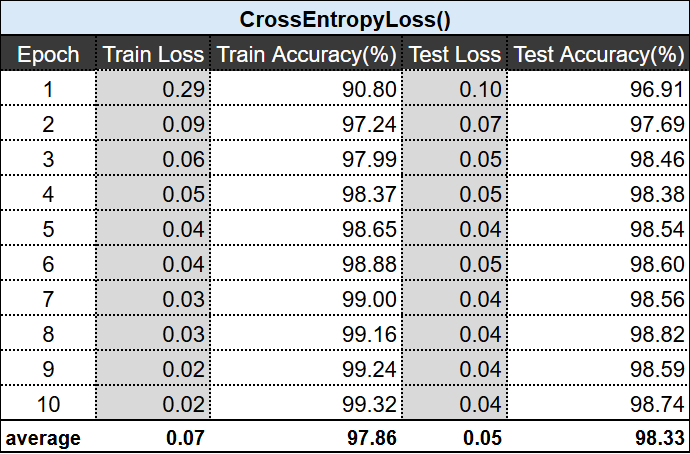 CrossEntropyLoss()
Epoch Train Loss Train Accuracy(%) Test Loss Test Accuracy(%)
1 0.29 90.80 0.10 96.91
2 0.09 97.24 0.07 97.69
3 0.06 97.99 0.05 98.46
4 0.05 98.37 0.05 98.38
5 0.04 98.65 0.04 98.54
6 0.04 98.88 0.05 98.60
7 0.03 99.00 0.04 98.56
8 0.03 99.16 0.04 98.82
9 0.02 99.24 0.04 98.59
10 0.02 99.32 0.04 98.74
average 0.07 97.86 0.05 98.33